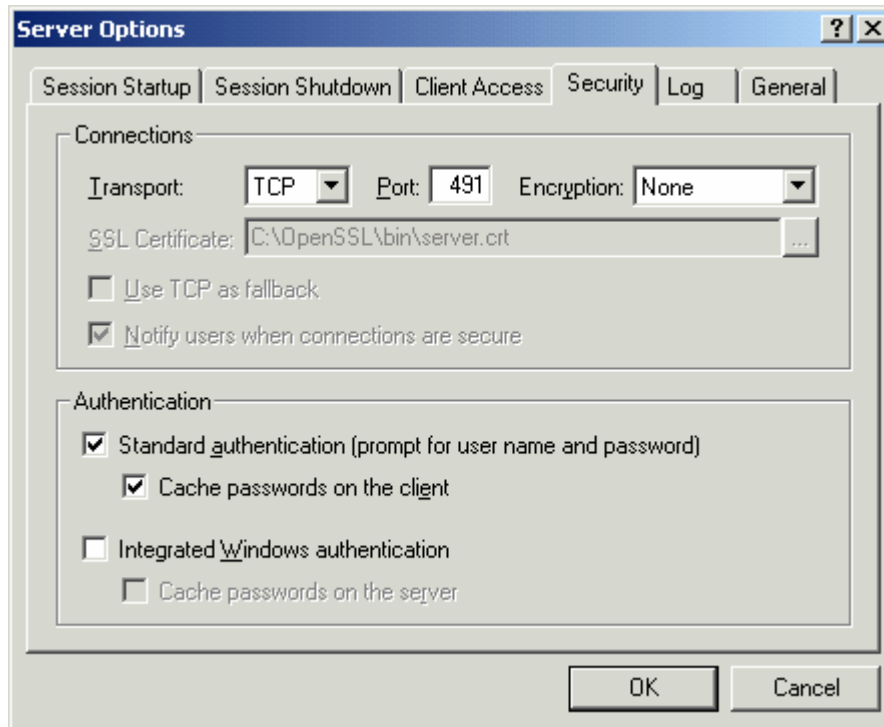 Server Options
Session Startup Session Shutdown Client Access Security Log General
Connections
Transport: TCP Port: 491 Encryption: None
SSL Certificate: C:\OpenSSL\bin\server.crt ...
Use TCP as fallback
Notify users when connections are secure
Authentication
Standard authentication (prompt for user name and password)
Cache passwords on the client
Integrated Windows authentication
Cache passwords on the server
OK Cancel